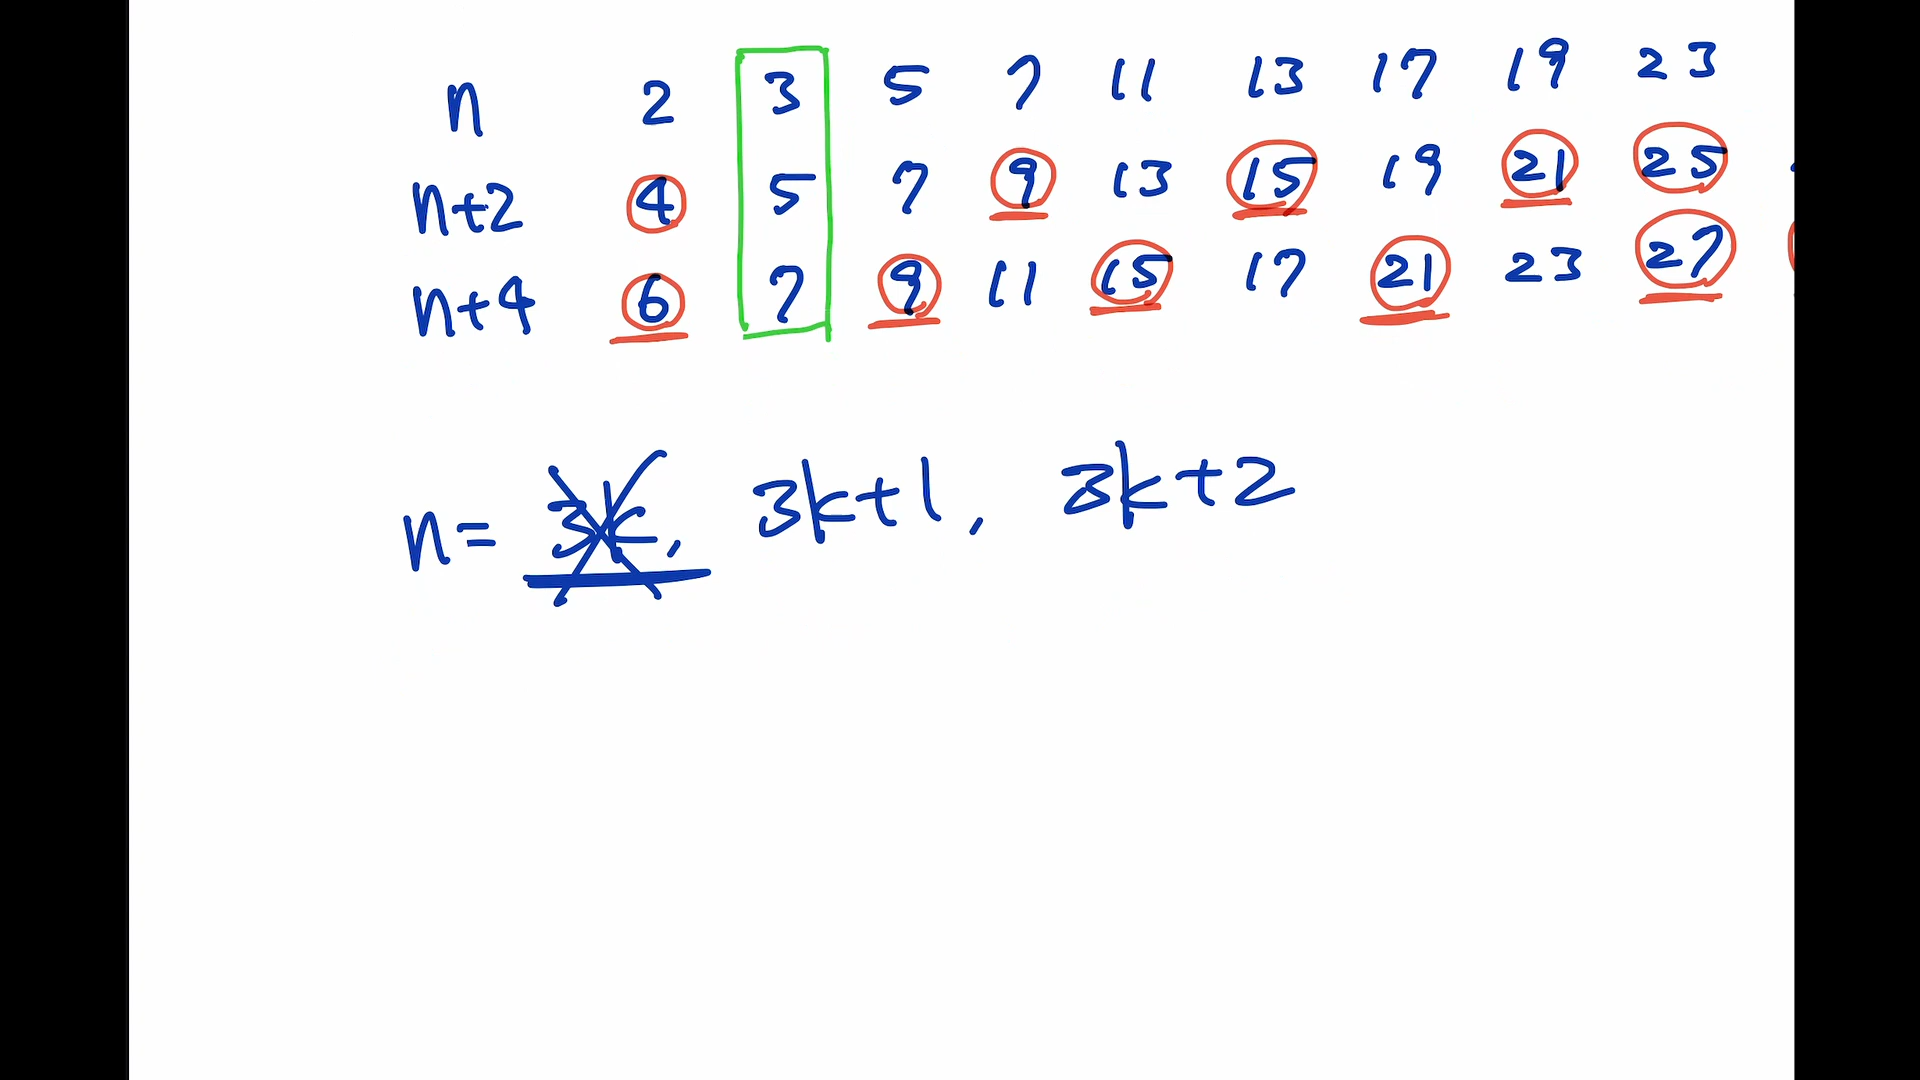 n 2 3 5 7 11 13 17 19 23
n+2 4 5 7 9 13 15 19 21 25
n+4 6 7 9 11 15 17 21 23 27
n= 3k, 3k+1, 3k+2